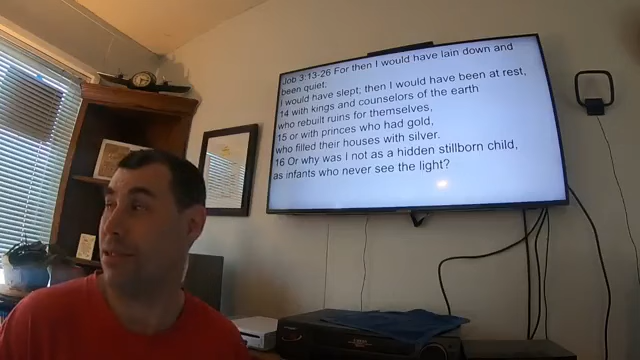 Job 3:13-26 For then I would have lain down and
been quiet,
I would have slept; then I would have been at rest,
14 with kings and counselors of the earth
who rebuilt ruins for themselves,
15 or with princes who had gold,
who filled their houses with silver.
16 Or why was I not as a hidden stillborn child,
as infants who never see the light?